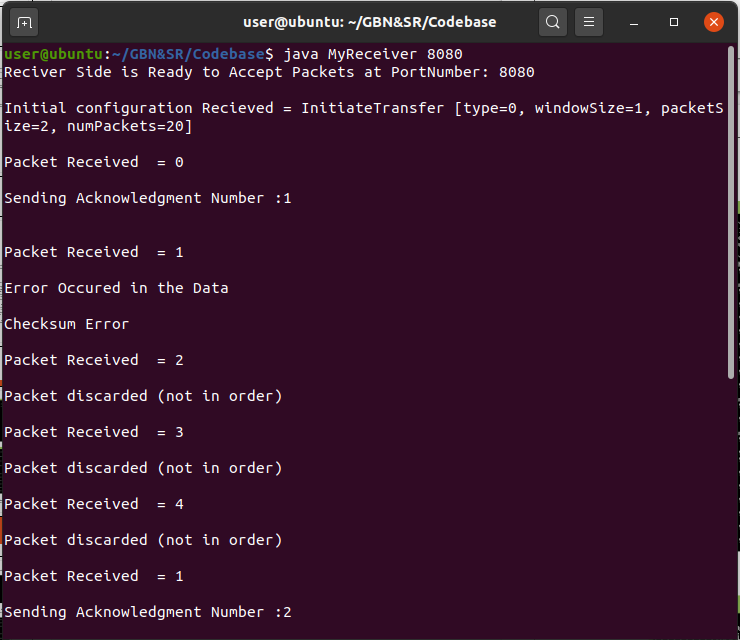 user@ubuntu: ~/GBN&SR/Codebase
user@ubuntu:~/GBN&SR/Codebase$ java MyReceiver 8080
Reciver Side is Ready to Accept Packets at PortNumber: 8080
Initial configuration Recieved = InitiateTransfer [type=0, windowSize=1, packetS
ize=2, numPackets=20]
Packet Received  = 0
Sending Acknowledgment Number :1
Packet Received  = 1
Error Occured in the Data
Checksum Error
Packet Received  = 2
Packet discarded (not in order)
Packet Received  = 3
Packet discarded (not in order)
Packet Received  = 4
Packet discarded (not in order)
Packet Received  = 1
Sending Acknowledgment Number :2